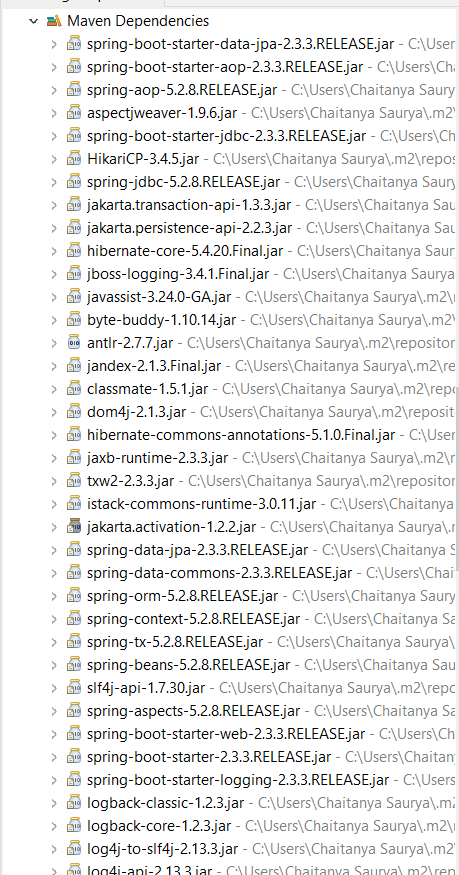 Maven Dependencies
spring-boot-starter-data-jpa-2.3.3.RELEASE.jar - C:\User
spring-boot-starter-aop-2.3.3.RELEASE.jar - C:\Users\Ch
spring-aop-5.2.8.RELEASE.jar - C:\Users\Chaitanya Saury
aspectjweaver-1.9.6.jar - C:\Users\Chaitanya Saurya\.m2
spring-boot-starter-jdbc-2.3.3.RELEASE.jar - C:\Users\C
HikariCP-3.4.5.jar - C:\Users\Chaitanya Saurya\.m2\repos
spring-jdbc-5.2.8.RELEASE.jar - C:\Users\Chaitanya Saury
jakarta.transaction-api-1.3.3.jar - C:\Users\Chaitanya Sau
jakarta.persistence-api-2.2.3.jar - C:\Users\Chaitanya Sau
hibernate-core-5.4.20.Final.jar - C:\Users\Chaitanya Saur
jboss-logging-3.4.1.Final.jar - C:\Users\Chaitanya Saurya
javassist-3.24.0-GA.jar - C:\Users\Chaitanya Saurya\.m2\
byte-buddy-1.10.14.jar - C:\Users\Chaitanya Saurya\.m2
antlr-2.7.7.jar - C:\Users\Chaitanya Saurya\.m2\repositor
jandex-2.1.3.Final.jar - C:\Users\Chaitanya Saurya\.m2\re
classmate-1.5.1.jar - C:\Users\Chaitanya Saurya\.m2\rep
dom4j-2.1.3.jar - C:\Users\Chaitanya Saurya\.m2\reposit
hibernate-commons-annotations-5.1.0.Final.jar - C:\User
jaxb-runtime-2.3.3.jar - C:\Users\Chaitanya Saurya\.m2\r
txw2-2.3.3.jar - C:\Users\Chaitanya Saurya\.m2\repositor
istack-commons-runtime-3.0.11.jar - C:\Users\Chaitanya
jakarta.activation-1.2.2.jar - C:\Users\Chaitanya Saurya\.
spring-data-jpa-2.3.3.RELEASE.jar - C:\Users\Chaitanya S
spring-data-commons-2.3.3.RELEASE.jar - C:\Users\Chai
spring-orm-5.2.8.RELEASE.jar - C:\Users\Chaitanya Saury
spring-context-5.2.8.RELEASE.jar - C:\Users\Chaitanya Sa
spring-tx-5.2.8.RELEASE.jar - C:\Users\Chaitanya Saurya\
spring-beans-5.2.8.RELEASE.jar - C:\Users\Chaitanya Sau
slf4j-api-1.7.30.jar - C:\Users\Chaitanya Saurya\.m2\repo
spring-aspects-5.2.8.RELEASE.jar - C:\Users\Chaitanya Sa
spring-boot-starter-web-2.3.3.RELEASE.jar - C:\Users\Ch
spring-boot-starter-2.3.3.RELEASE.jar - C:\Users\Chaitan
spring-boot-starter-logging-2.3.3.RELEASE.jar - C:\Users
logback-classic-1.2.3.jar - C:\Users\Chaitanya Saurya\.m
logback-core-1.2.3.jar - C:\Users\Chaitanya Saurya\.m2\
log4j-to-slf4j-2.13.3.jar - C:\Users\Chaitanya Saurya\.m2
log4j-api-2.13.3.jar - C:\Users\Chaitanya Saurya\.m2\rep